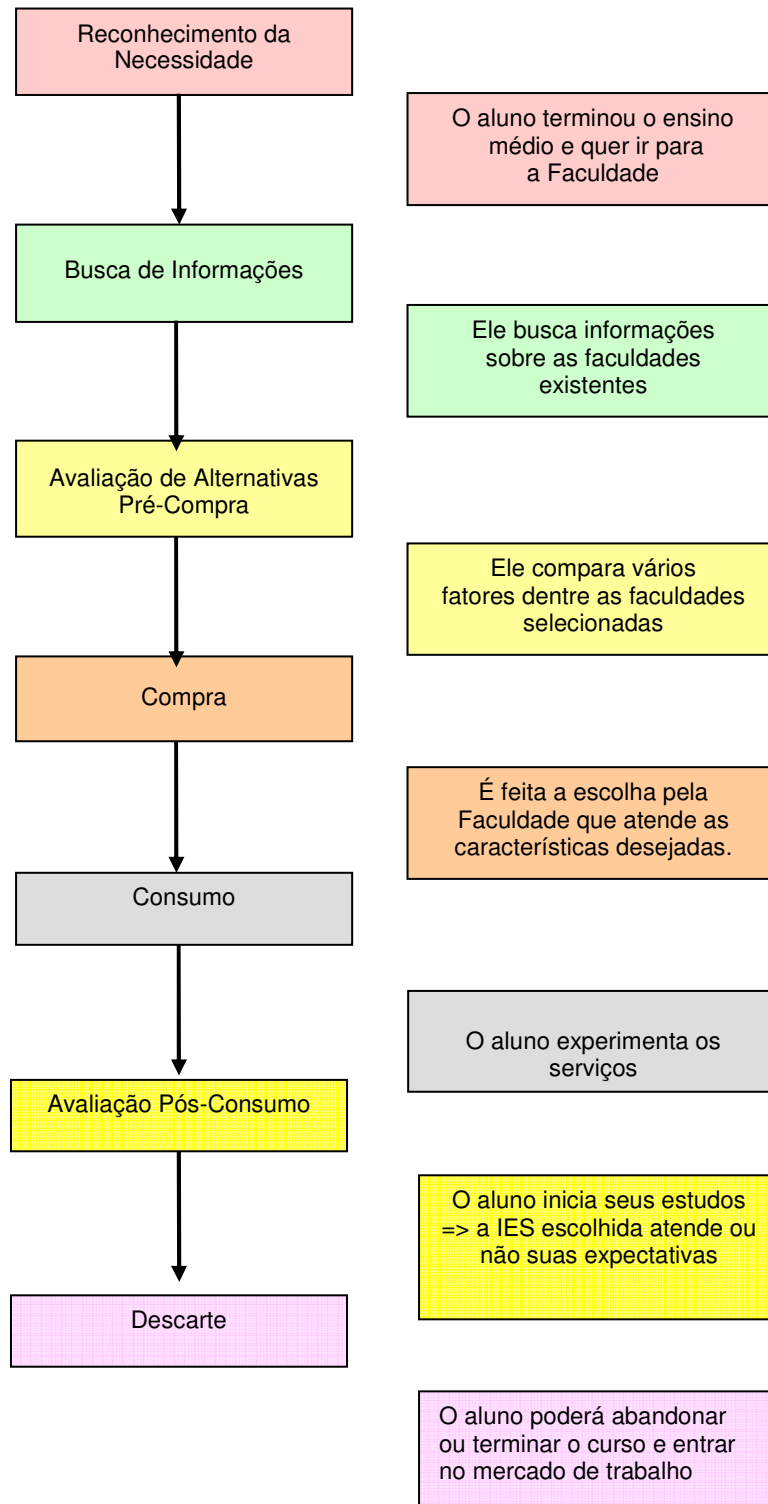 Reconhecimento da
Necessidade
O aluno terminou o ensino
médio e quer ir para
a Faculdade
Busca de Informações
Ele busca informações
sobre as faculdades
existentes
Avaliação de Alternativas
Pré-Compra
Ele compara vários
fatores dentre as faculdades
selecionadas
Compra
É feita a escolha pela
Faculdade que atende as
características desejadas.
Consumo
O aluno experimenta os
serviços
Avaliação Pós-Consumo
O aluno inicia seus estudos
=> a IES escolhida atende ou
não suas expectativas
Descarte
O aluno poderá abandonar
ou terminar o curso e entrar
no mercado de trabalho